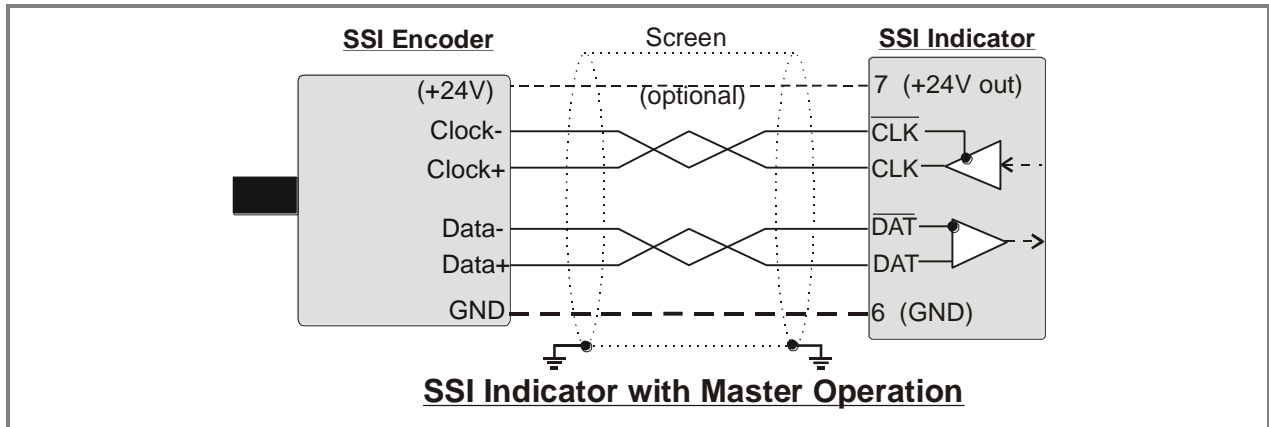 SSI Encoder
Screen
SSI Indicator
(+24V)
(optional)
7 (+24V out)
Clock-
CLK
Clock+
CLK
Data-
DAT
Data+
DAT
GND
6 (GND)
SSI Indicator with Master Operation